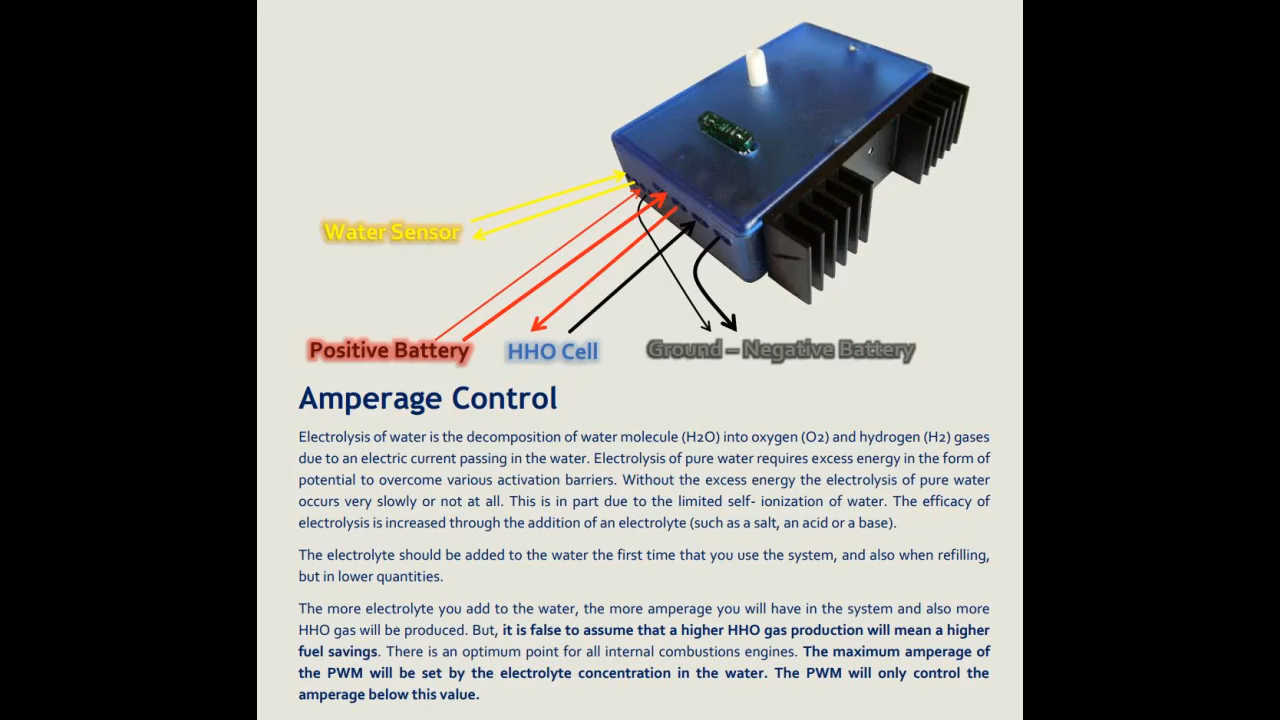 Water Sensor
Positive Battery
HHO Cell
Ground – Negative Battery
Amperage Control
Electrolysis of water is the decomposition of water molecule (H2O) into oxygen (O2) and hydrogen (H2) gases
due to an electric current passing in the water. Electrolysis of pure water requires excess energy in the form of
potential to overcome various activation barriers. Without the excess energy the electrolysis of pure water
occurs very slowly or not at all. This is in part due to the limited self- ionization of water. The efficacy of
electrolysis is increased through the addition of an electrolyte (such as a salt, an acid or a base).
The electrolyte should be added to the water the first time that you use the system, and also when refilling,
but in lower quantities.
The more electrolyte you add to the water, the more amperage you will have in the system and also more
HHO gas will be produced. But, it is false to assume that a higher HHO gas production will mean a higher
fuel savings. There is an optimum point for all internal combustions engines. The maximum amperage of
the PWM will be set by the electrolyte concentration in the water. The PWM will only control the
amperage below this value.